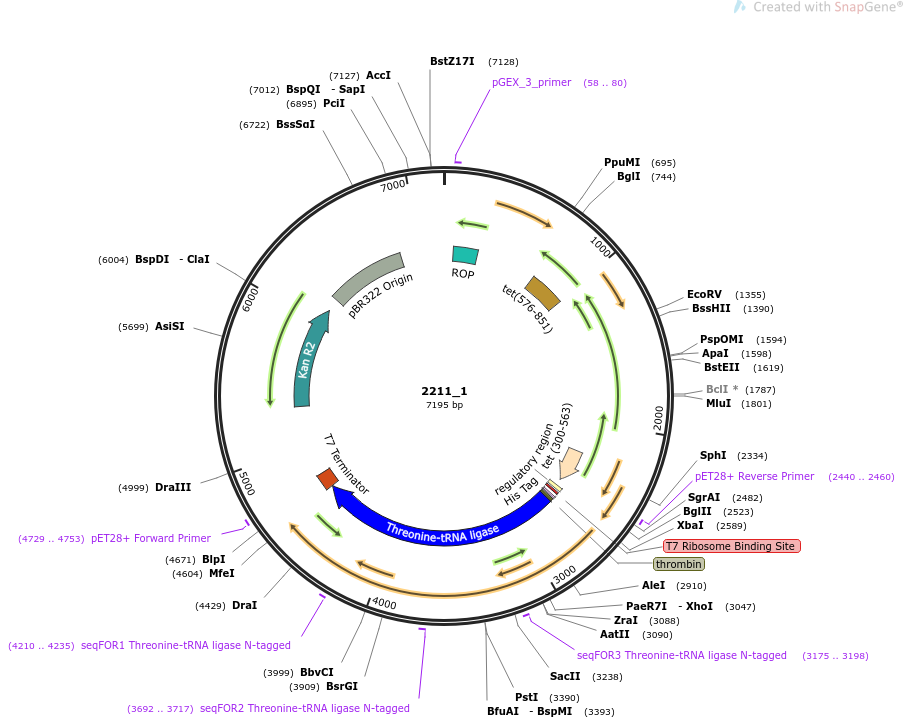 Created with SnapGene®
BstZ17I (7128)
(7127) AccI
pGEX_3_primer (58 .. 80)
(7012) BspQI - SapI
(6895) PciI
(6722) BssSαI
PpuMI (695)
BglI (744)
7000
1000
ROP
(6004) BspDI - ClaI
pBR322 Origin
tet(576-851)
6000
EcoRV (1355)
BssHII (1390)
(5699) AsiSI
PspOMI (1594)
ApaI (1598)
BstEII (1619)
Kan R2
2211_1
7195 bp
BclI * (1787)
MluI (1801)
2000
tet (300-563)
regulatory region
T7 Terminator
His Tag
SphI (2334)
pET28+ Reverse Primer (2440 .. 2460)
5000
(4999) DraIII
SgrAI (2482)
BglII (2523)
XbaI (2589)
Threonine-tRNA ligase
(4729 .. 4753) pET28+ Forward Primer
T7 Ribosome Binding Site
(4671) BlpI
thrombin
(4604) MfeI
3000
AleI (2910)
(4429) DraI
4000
PaeR7I - XhoI (3047)
ZraI (3088)
AatII (3090)
(4210 .. 4235) seqFOR1 Threonine-tRNA ligase N-tagged
seqFOR3 Threonine-tRNA ligase N-tagged (3175 .. 3198)
(3999) BbvCI
SacII (3238)
(3909) BsrGI
PstI (3390)
(3692 .. 3717) seqFOR2 Threonine-tRNA ligase N-tagged
BfuAI - BspMI (3393)